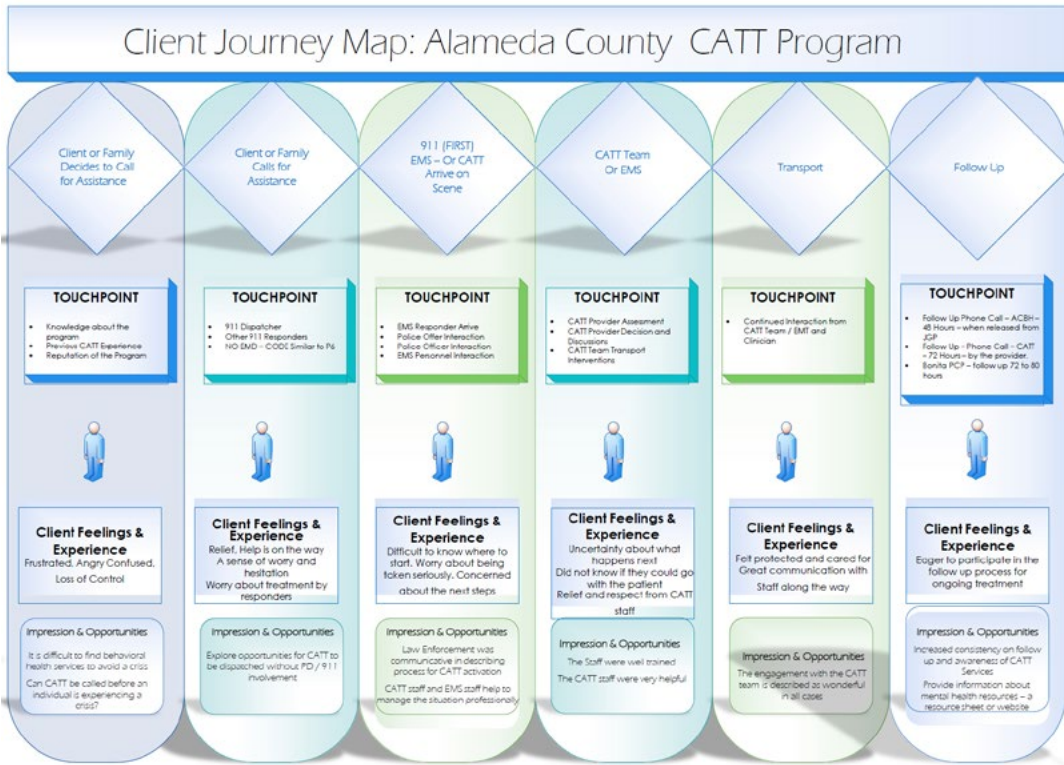 Client Journey Map: Alameda County CATT Program
Client or Family
Decides to Call
for Assistance
Client or Family
Calls for
Assistance
911 (FIRST)
EMS – Or CATT
Arrive on
Scene
CATT Team
Or EMS
Transport
Follow Up
TOUCHPOINT
• Knowledge about the
program
• Previous CATT Experience
• Reputation of the Program
TOUCHPOINT
• 911 Dispatcher
• Other 911 Responders
• NO EMD – CODE Similar to P6
TOUCHPOINT
• EMS Responder Arrive
• Police Offer Interaction
• Police Officer Interaction
• EMS Personnel Interaction
TOUCHPOINT
• CATT Provider Assessment
• CATT Provider Decision and
Discussions
• CATT Team Transport
Interventions
TOUCHPOINT
• Continued Interaction from
CATT Team / EMT and
Clinician
TOUCHPOINT
• Follow Up Phone Call – ACBH –
48 Hours – when released from
JGP
• Follow Up - Phone Call - CATT
- 72 Hours – by the provider.
• Bonita PCP – follow up 72 to 80
hours
Client Feelings &
Experience
Frustrated, Angry Confused,
Loss of Control
Client Feelings &
Experience
Relief, Help is on the way
A sense of worry and
hesitation
Worry about treatment by
responders
Client Feelings &
Experience
Difficult to know where to
start. Worry about being
taken seriously. Concerned
about the next steps
Client Feelings &
Experience
Uncertainty about what
happens next
Did not know if they could go
with the patient
Relief and respect from CATT
staff
Client Feelings &
Experience
Felt protected and cared for
Great communication with
Staff along the way
Client Feelings &
Experience
Eager to participate in the
follow up process for
ongoing treatment
Impression & Opportunities
It is difficult to find behavioral
health services to avoid a crisis
Can CATT be called before an
individual is experiencing a
crisis?
Impression & Opportunities
Explore opportunities for CATT to
be dispatched without PD / 911
involvement
Impression & Opportunities
Law Enforcement was
communicative in describing
process for CATT activation
CATT staff and EMS staff help to
manage the situation professionally
Impression & Opportunities
The Staff were well trained
The CATT staff were very helpful
Impression & Opportunities
The engagement with the CATT
team is described as wonderful
in all cases
Impression & Opportunities
Increased consistency on follow
up and awareness of CATT
Services
Provide information about
mental health resources – a
resource sheet or website